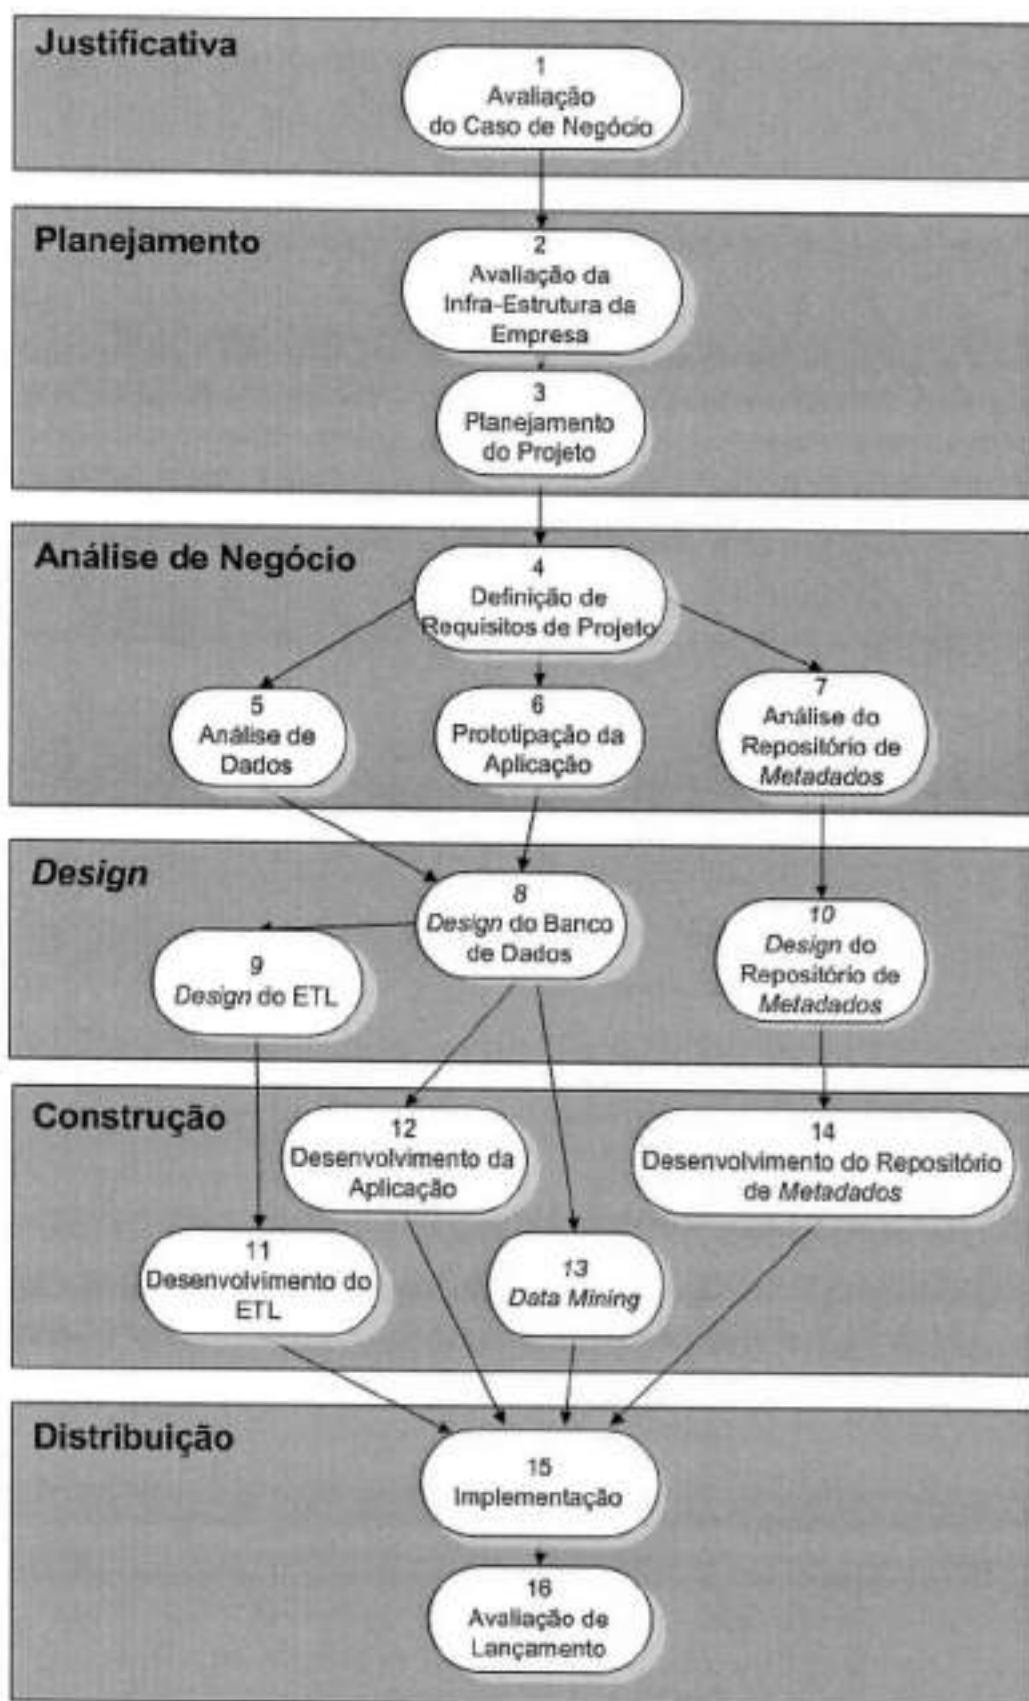 Justificativa
1
Avaliação
do Caso de Negócio
Planejamento
2
Avaliação da
Infra-Estrutura da
Empresa
3
Planejamento
do Projeto
Análise de Negócio
4
Definição de
Requisitos de Projeto
5
Análise de
Dados
6
Prototipação da
Aplicação
7
Análise do
Repositório de
Metadados
Design
8
Design do Banco
de Dados
9
Design do ETL
10
Design do
Repositório de
Metadados
Construção
12
Desenvolvimento da
Aplicação
14
Desenvolvimento do Repositório
de Metadados
11
Desenvolvimento do
ETL
13
Data Mining
Distribuição
15
Implementação
16
Avaliação de
Lançamento